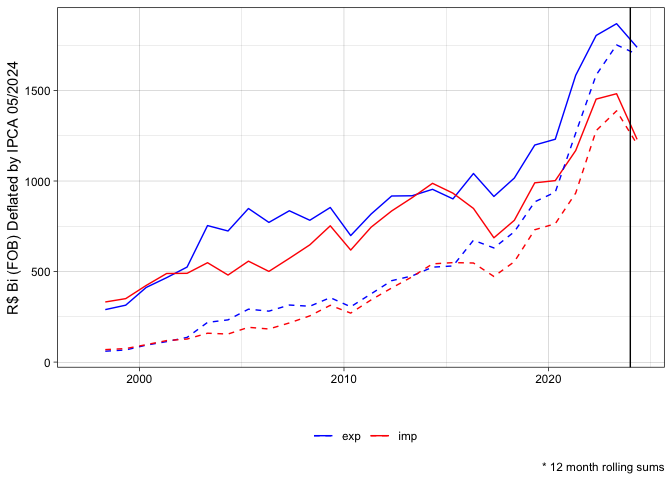 R$ Bi (FOB) Deflated by IPCA 05/2024
1500
1000
500
0
2000 2010 2020
exp imp
* 12 month rolling sums